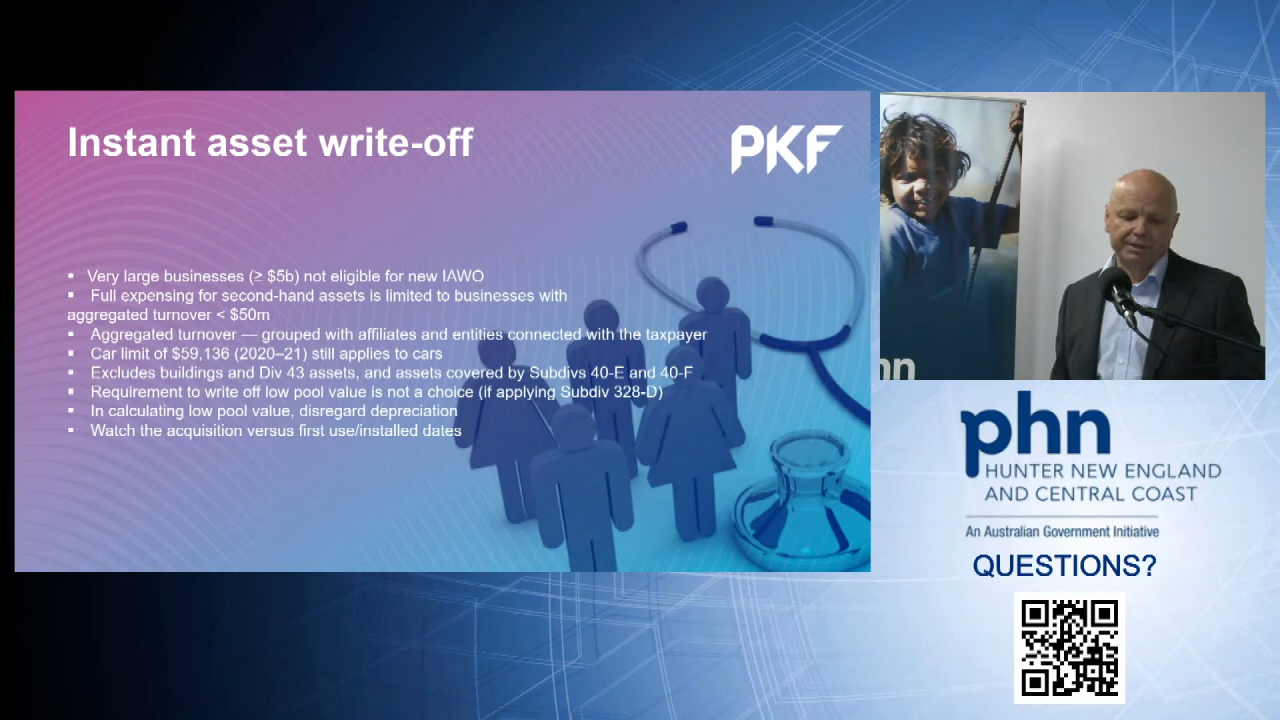 Instant asset write-off
PKF
▪ Very large businesses (≥ $5b) not eligible for new IAWO
▪ Full expensing for second-hand assets is limited to businesses with
aggregated turnover < $50m
▪ Aggregated turnover — grouped with affiliates and entities connected with the taxpayer
▪ Car limit of $59,136 (2020–21) still applies to cars
▪ Excludes buildings and Div 43 assets, and assets covered by Subdivs 40-E and 40-F
▪ Requirement to write off low pool value is not a choice (if applying Subdiv 328-D)
▪ In calculating low pool value, disregard depreciation
▪ Watch the acquisition versus first use/installed dates
hn
phn
HUNTER NEW ENGLAND
AND CENTRAL COAST
An Australian Government Initiative
QUESTIONS?